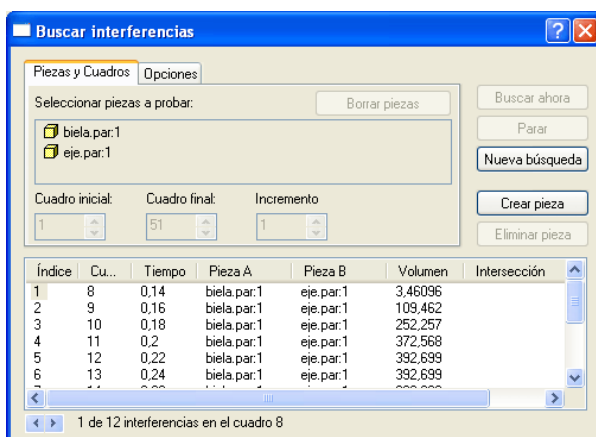 Buscar interferencias
Piezas y Cuadros Opciones
Seleccionar piezas a probar: Borrar piezas
biela.par:1
eje.par:1
Cuadro inicial: Cuadro final: Incremento
1 51 1
Buscar ahora
Parar
Nueva búsqueda
Crear pieza
Eliminar pieza
Índice Cu... Tiempo Pieza A Pieza B Volumen Intersección
1 8 0,14 biela.par:1 eje.par:1 3,46096
2 9 0,16 biela.par:1 eje.par:1 109,462
3 10 0,18 biela.par:1 eje.par:1 252,257
4 11 0,2 biela.par:1 eje.par:1 372,568
5 12 0,22 biela.par:1 eje.par:1 392,699
6 13 0,24 biela.par:1 eje.par:1 392,699
1 de 12 interferencias en el cuadro 8